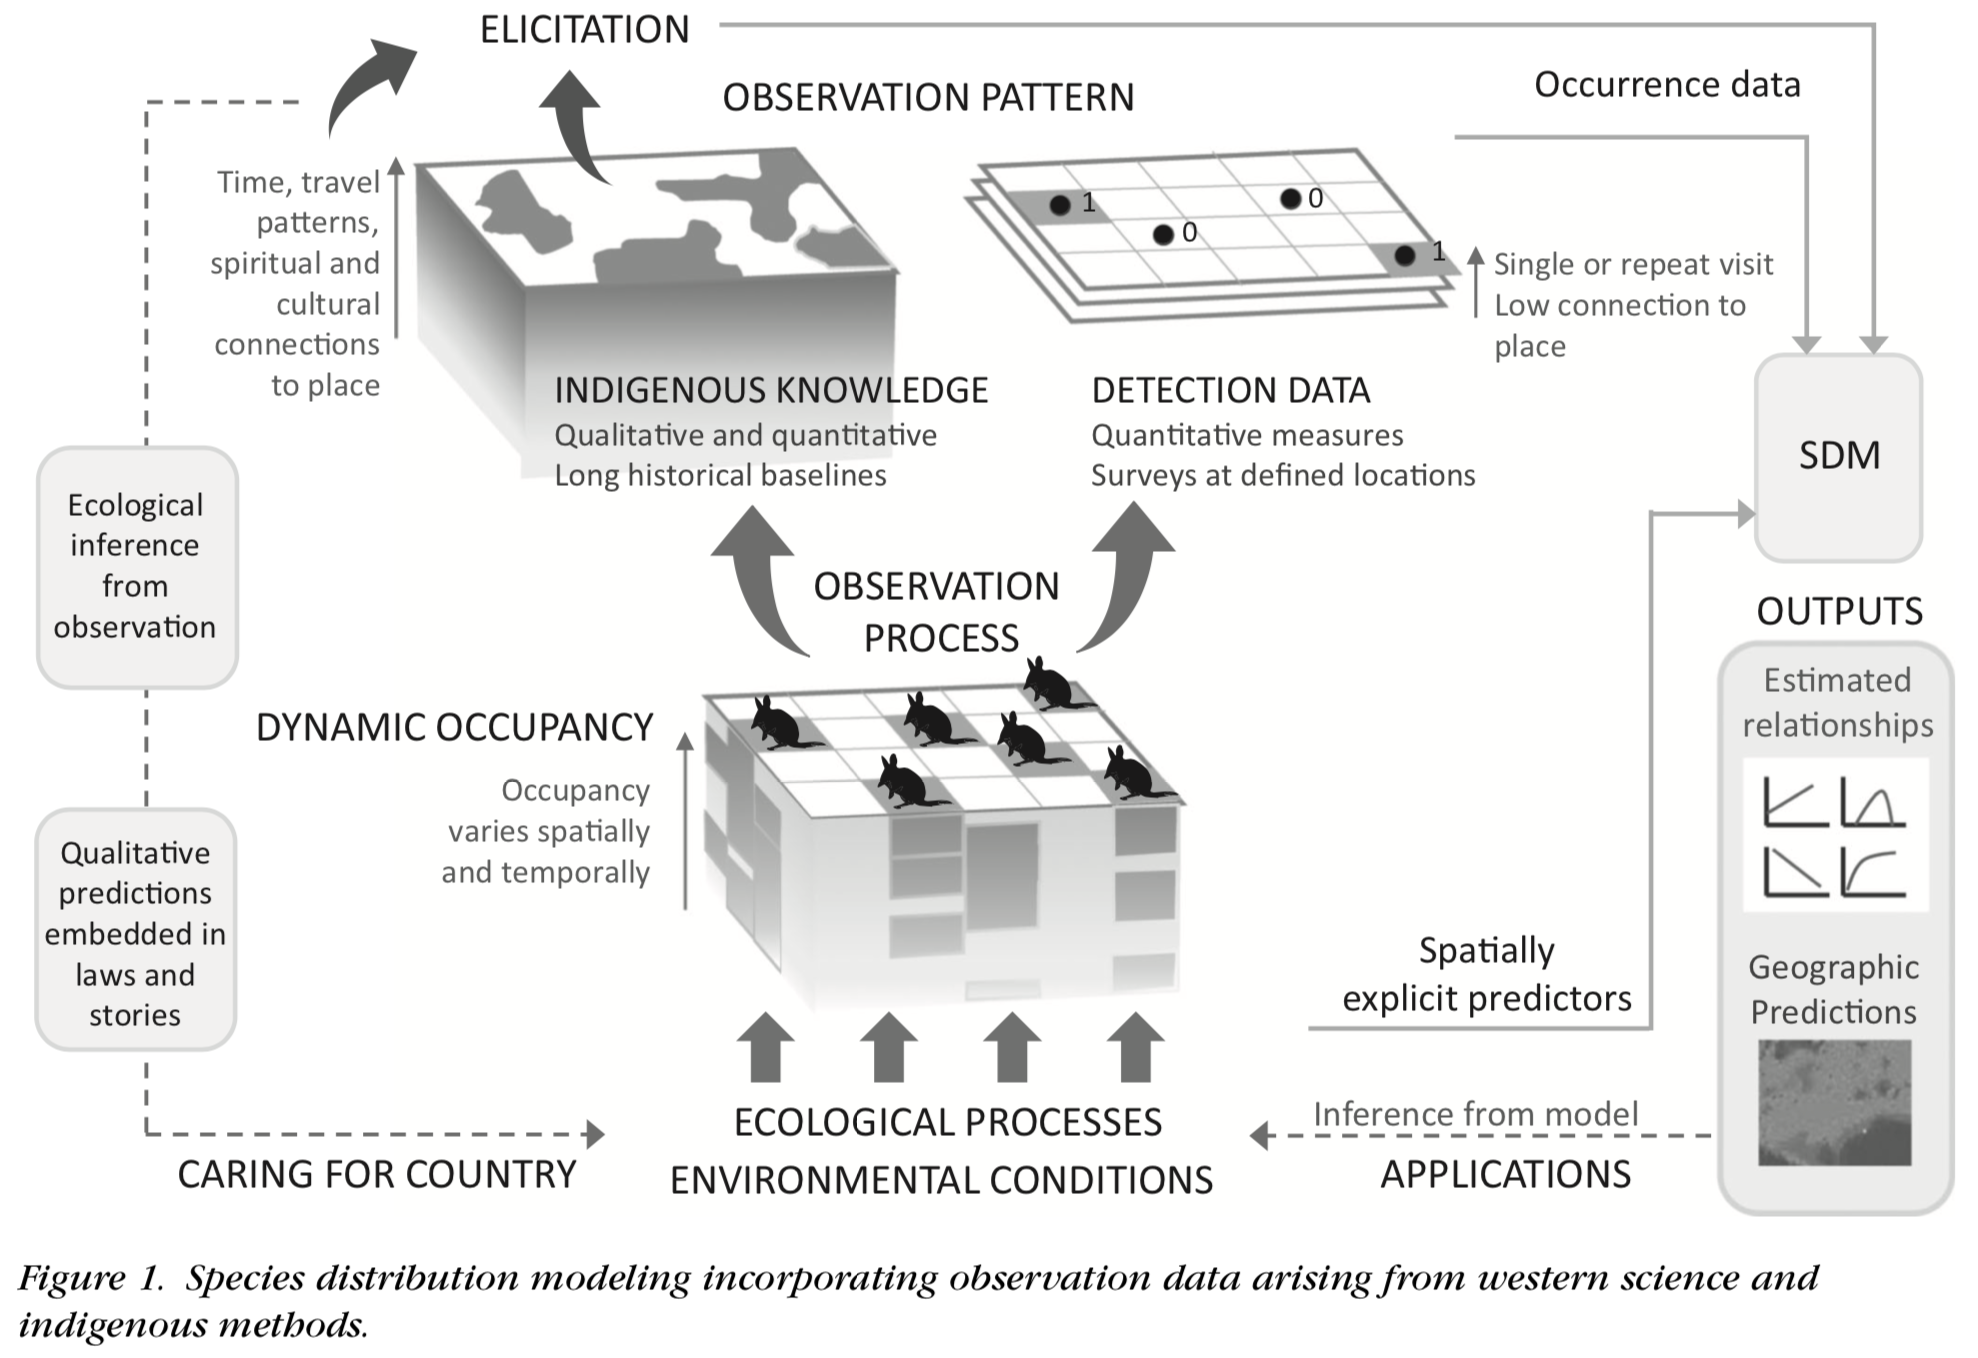 ELICITATION
OBSERVATION PATTERN
Occurrence data
Time, travel
patterns,
spiritual and
cultural
connections
to place
1
0
0
1
Single or repeat visit
Low connection to
place
INDIGENOUS KNOWLEDGE
Qualitative and quantitative
Long historical baselines
DETECTION DATA
Quantitative measures
Surveys at defined locations
SDM
Ecological
inference
from
observation
OBSERVATION
PROCESS
OUTPUTS
Estimated
relationships
DYNAMIC OCCUPANCY
Occupancy
varies spatially
and temporally
Qualitative
predictions
embedded in
laws and
stories
Spatially
explicit predictors
Geographic
Predictions
ECOLOGICAL PROCESSES
ENVIRONMENTAL CONDITIONS
Inference from model
CARING FOR COUNTRY
APPLICATIONS
Figure 1. Species distribution modeling incorporating observation data arising from western science and
indigenous methods.